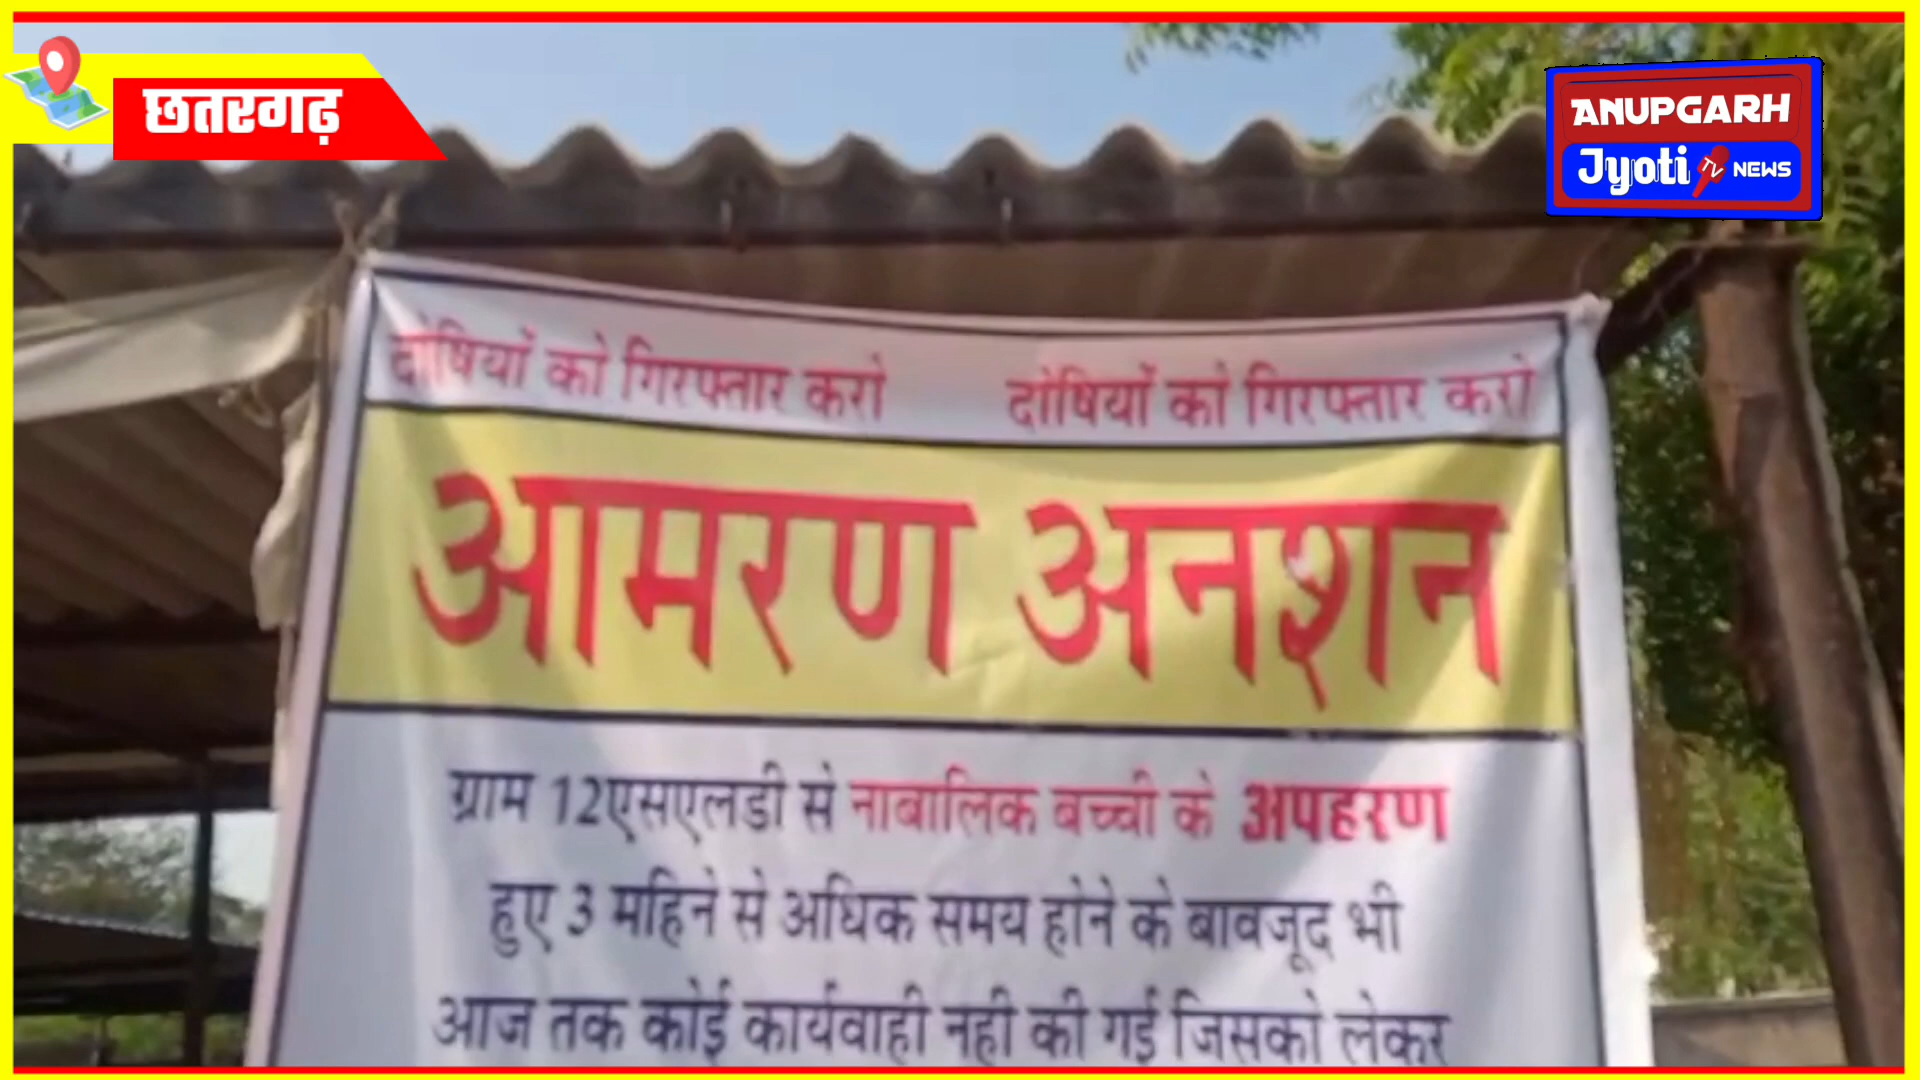 छतरगढ़
ANUPGARH
Jyoti TV NEWS
दोषियों को गिरफ्तार करो दोषियों को गिरफ्तार करो
आमरण अनशन
ग्राम 12एसएलडी से नाबालिक बच्ची के अपहरण
हुए 3 महिने से अधिक समय होने के बावजूद भी
आज तक कोई कार्यवाही नही की गई जिसको लेकर